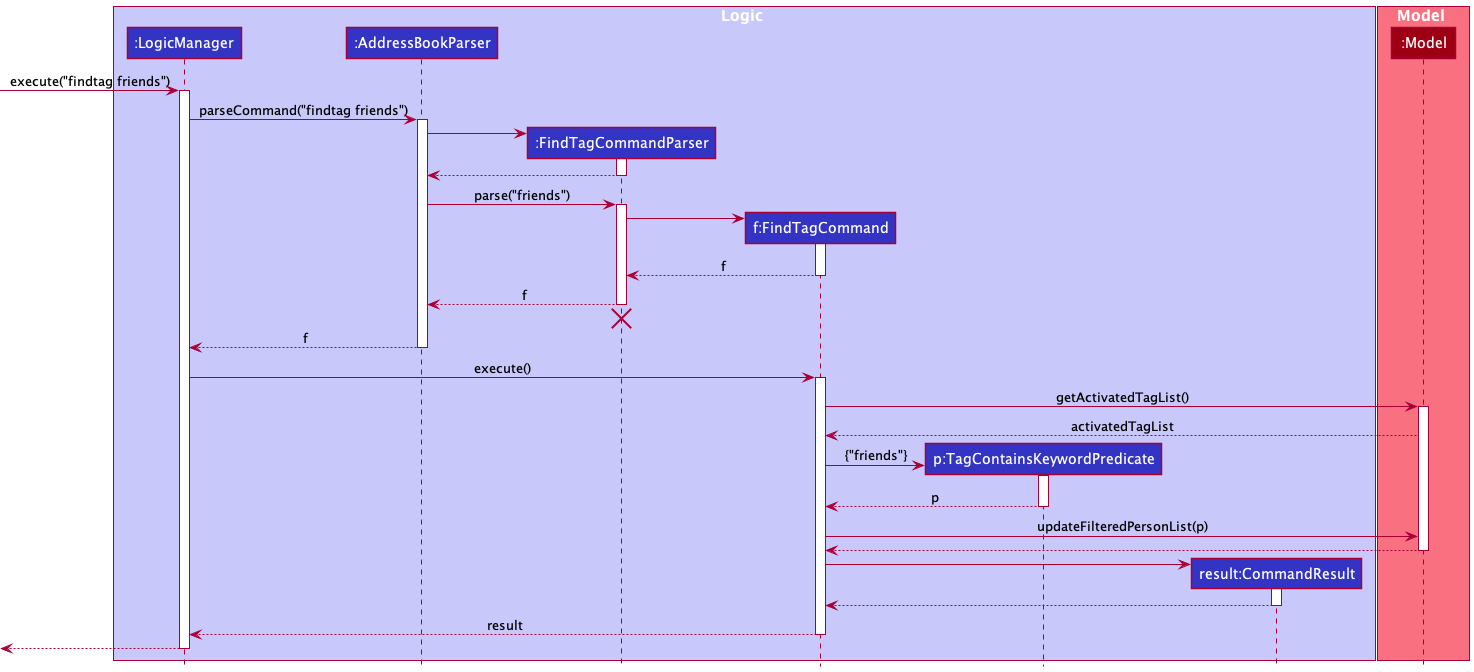 Logic
Model
:LogicManager
:AddressBookParser
:Model
execute("findtag friends")
parseCommand("findtag friends")
:FindTagCommandParser
parse("friends")
f:FindTagCommand
f
f
f
execute()
getActivatedTagList()
activatedTagList
{"friends"}
p:TagContainsKeywordPredicate
p
updateFilteredPersonList(p)
result:CommandResult
result